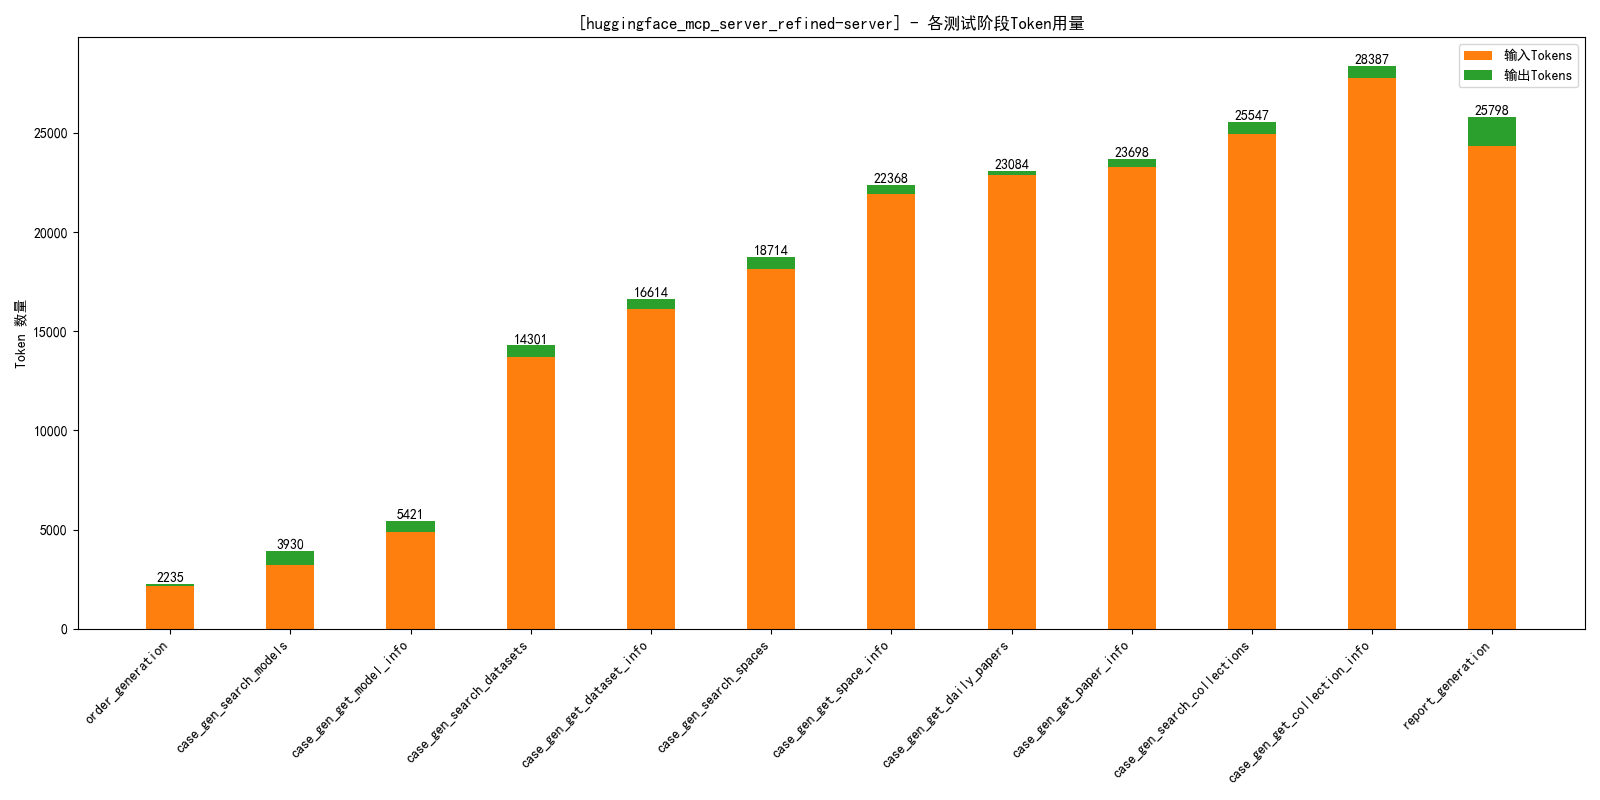 [huggingface_mcp_server_refined-server] - 各测试阶段Token用量
输入Tokens
输出Tokens
Token 数量
25000
20000
15000
10000
5000
0
2235
3930
5421
14301
16614
18714
22368
23084
23698
25547
28387
25798
order_generation
case_gen_search_models
case_gen_get_model_info
case_gen_search_datasets
case_gen_get_dataset_info
case_gen_search_spaces
case_gen_get_space_info
case_gen_get_daily_papers
case_gen_get_paper_info
case_gen_search_collections
case_gen_get_collection_info
report_generation